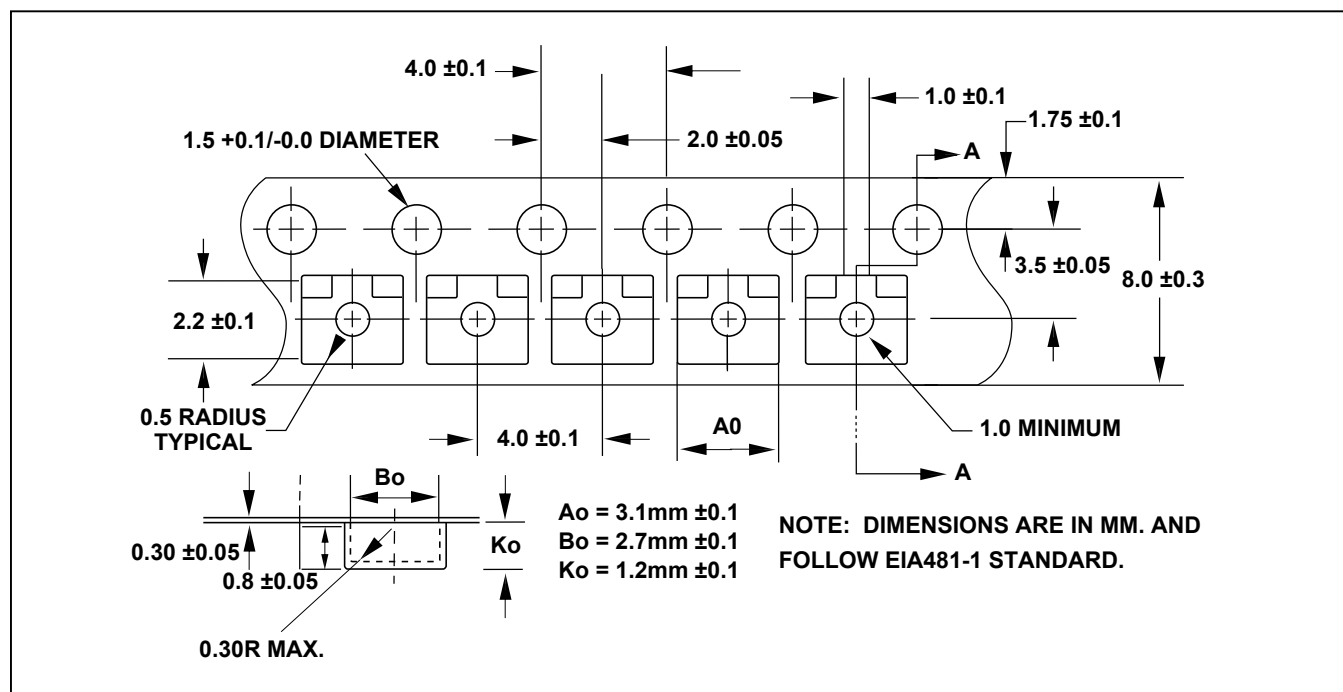 4.0 ±0.1
1.0 ±0.1
1.75 ±0.1
1.5 +0.1/-0.0 DIAMETER
2.0 ±0.05
A
3.5 ±0.05
8.0 ±0.3
2.2 ±0.1
0.5 RADIUS
TYPICAL
4.0 ±0.1
A0
1.0 MINIMUM
A
Bo
Ko
0.30 ±0.05
0.8 ±0.05
0.30R MAX.
Ao = 3.1mm ±0.1
Bo = 2.7mm ±0.1
Ko = 1.2mm ±0.1
NOTE: DIMENSIONS ARE IN MM. AND
FOLLOW EIA481-1 STANDARD.